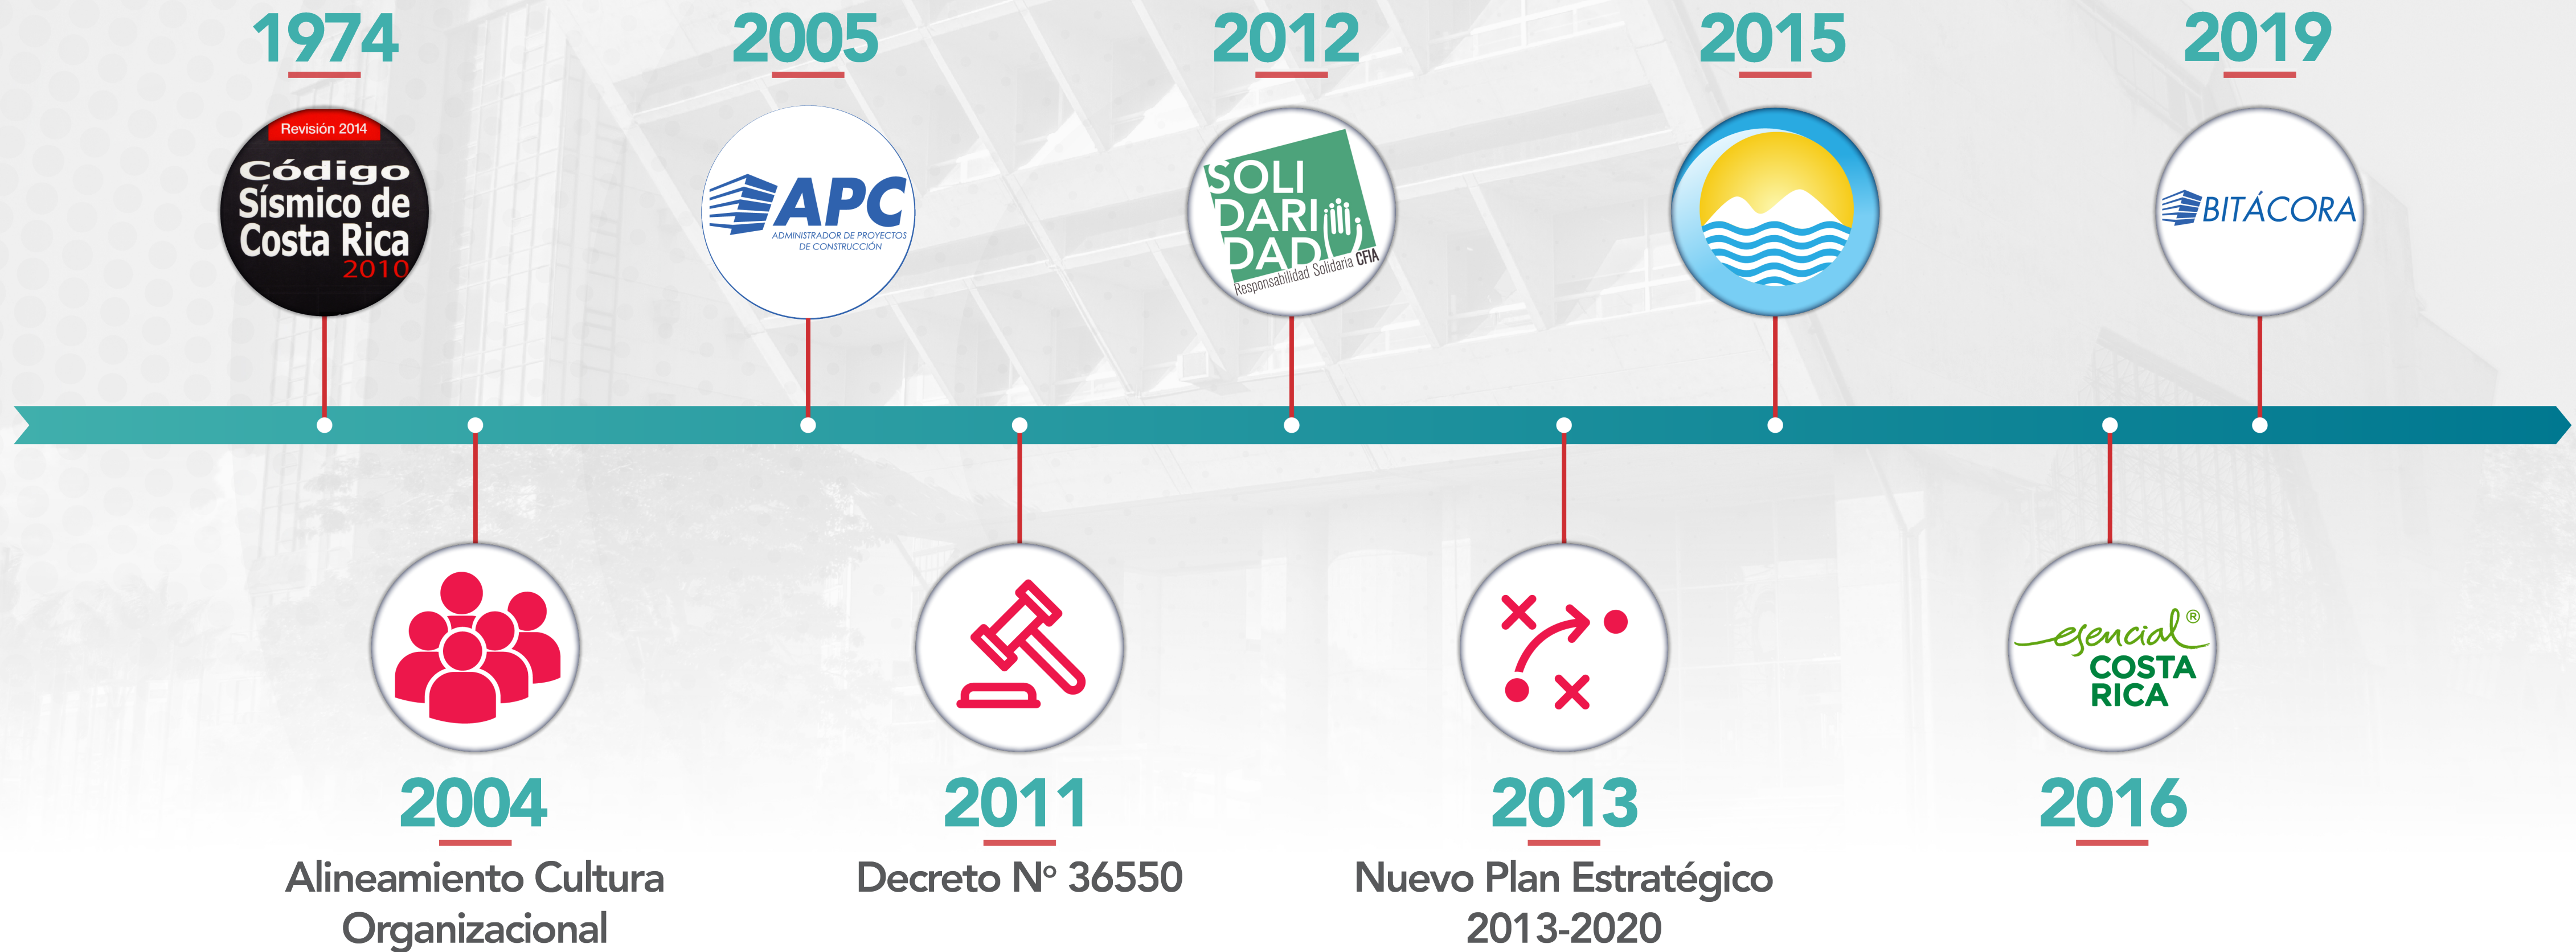 1974
2005
2012
2015
2019
Revisión 2014
Código
Sísmico de
Costa Rica
2010
APC
ADMINISTRADOR DE PROYECTOS
DE CONSTRUCCIÓN
SOLI
DARI
DAD
Responsabilidad Solidaria CFIA
BITÁCORA
esencial ®
COSTA
RICA
2004
Alineamiento Cultura
Organizacional
2011
Decreto Nº 36550
2013
Nuevo Plan Estratégico
2013-2020
2016